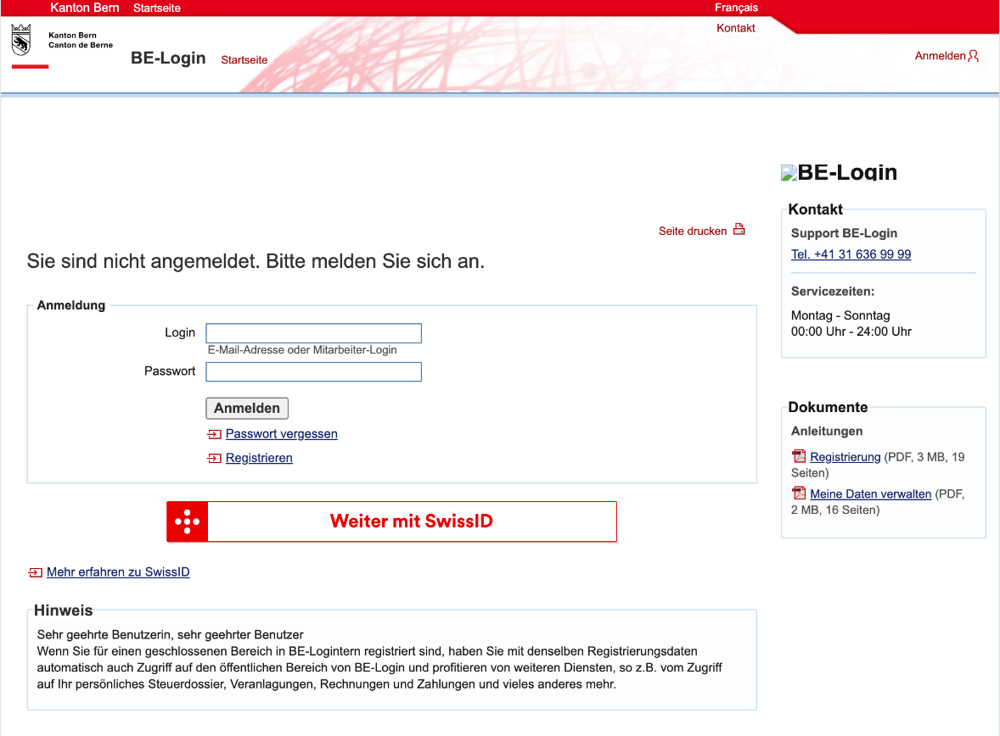 Kanton Bern Startseite Français
Kontakt
Kanton Bern
Canton de Berne
BE-Login Startseite
Anmelden
Seite drucken
Sie sind nicht angemeldet. Bitte melden Sie sich an.
Anmeldung
Login
E-Mail-Adresse oder Mitarbeiter-Login
Passwort
Anmelden
Passwort vergessen
Registrieren
Weiter mit SwissID
Mehr erfahren zu SwissID
Hinweis
Sehr geehrte Benutzerin, sehr geehrter Benutzer
Wenn Sie für einen geschlossenen Bereich in BE-Logintern registriert sind, haben Sie mit denselben Registrierungsdaten
automatisch auch Zugriff auf den öffentlichen Bereich von BE-Login und profitieren von weiteren Diensten, so z.B. vom Zugriff
auf Ihr persönliches Steuerdossier, Veranlagungen, Rechnungen und Zahlungen und vieles anderes mehr.
BE-Login
Kontakt
Support BE-Login
Tel. +41 31 636 99 99
Servicezeiten:
Montag - Sonntag
00:00 Uhr - 24:00 Uhr
Dokumente
Anleitungen
Registrierung (PDF, 3 MB, 19
Seiten)
Meine Daten verwalten (PDF,
2 MB, 16 Seiten)